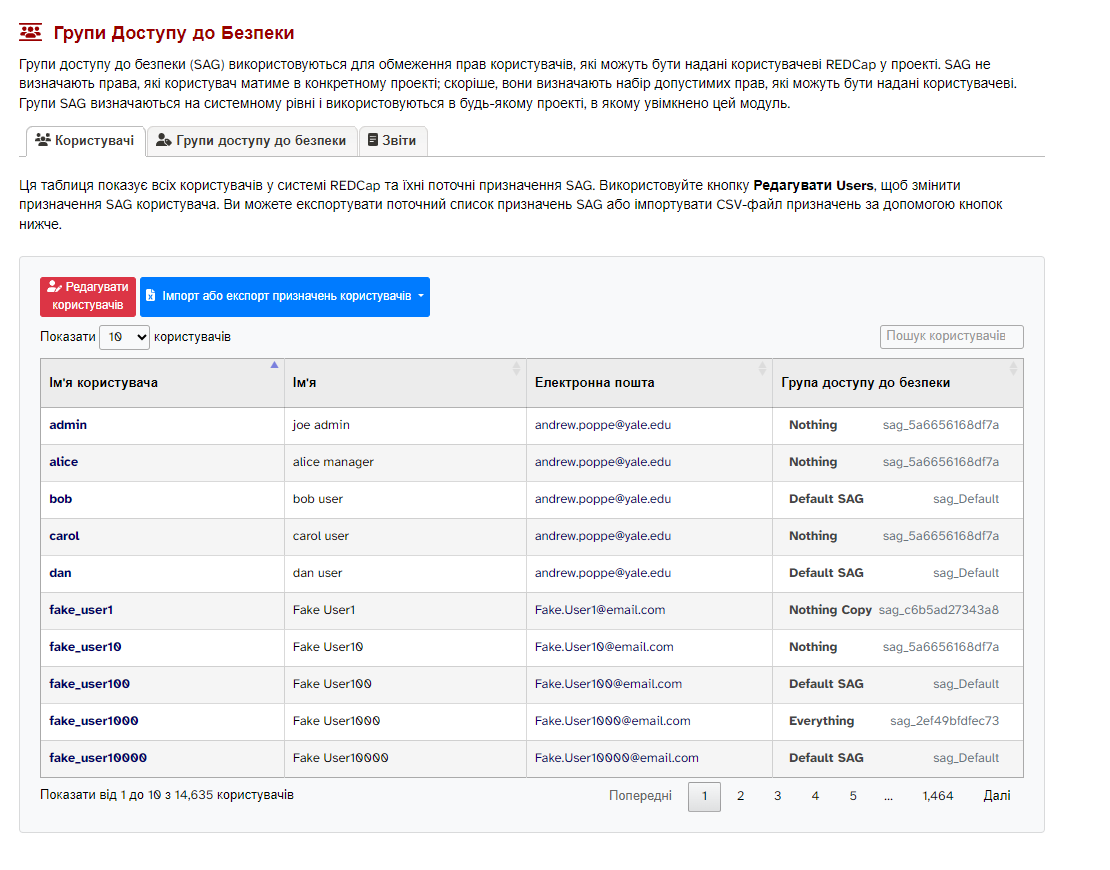 Групи Доступу до Безпеки
Групи доступу до безпеки (SAG) використовуються для обмеження прав користувачів, які можуть бути надані користувачеві REDCap у проекті. SAG не
визначають права, які користувач матиме в конкретному проекті; скоріше, вони визначають набір допустимих прав, які можуть бути надані користувачеві.
Групи SAG визначаються на системному рівні і використовуються в будь-якому проекті, в якому увімкнено цей модуль.
Користувачі Групи доступу до безпеки Звіти
Ця таблиця показує всіх користувачів у системі REDCap та їхні поточні призначення SAG. Використовуйте кнопку Редагувати Users, щоб змінити
призначення SAG користувача. Ви можете експортувати поточний список призначень SAG або імпортувати CSV-файл призначень за допомогою кнопок
нижче.
Редагувати
користувачів
Імпорт або експорт призначень користувачів
Показати 10 користувачів Пошук користувачів
Ім'я користувача Ім'я Електронна пошта Група доступу до безпеки
admin joe admin andrew.poppe@yale.edu Nothing sag_5a6656168df7a
alice alice manager andrew.poppe@yale.edu Nothing sag_5a6656168df7a
bob bob user andrew.poppe@yale.edu Default SAG sag_Default
carol carol user andrew.poppe@yale.edu Nothing sag_5a6656168df7a
dan dan user andrew.poppe@yale.edu Default SAG sag_Default
fake_user1 Fake User1 Fake.User1@email.com Nothing Copy sag_c6b5ad27343a8
fake_user10 Fake User10 Fake.User10@email.com Nothing sag_5a6656168df7a
fake_user100 Fake User100 Fake.User100@email.com Default SAG sag_Default
fake_user1000 Fake User1000 Fake.User1000@email.com Everything sag_2ef49bfdfec73
fake_user10000 Fake User10000 Fake.User10000@email.com Default SAG sag_Default
Показати від 1 до 10 з 14,635 користувачів Попередні 1 2 3 4 5 ... 1,464 Далі